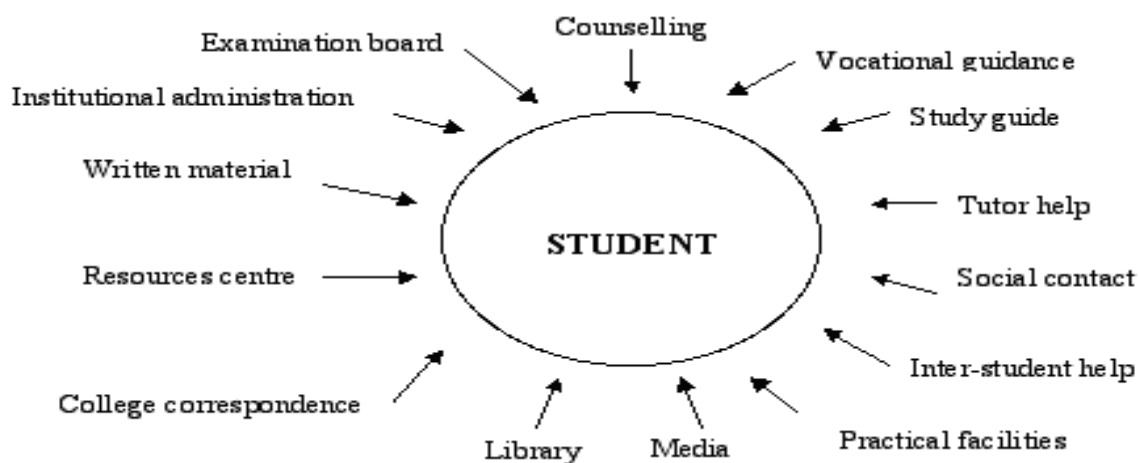 Counselling
Examination board
Vocational guidance
Institutional administration
Study guide
Written material
Tutor help
STUDENT
Resources centre
Social contact
Inter-student help
College correspondence
Library
Media
Practical facilities